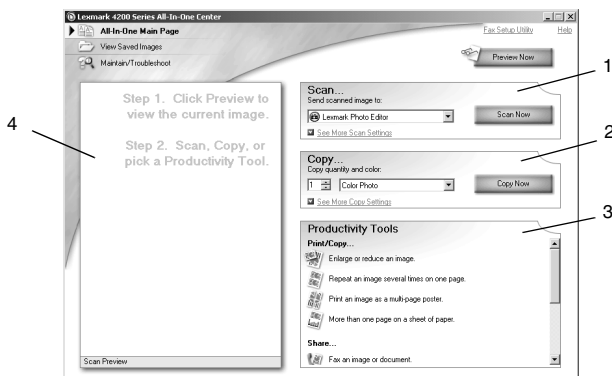 Lexmark 4200 Series All-In-One Center
All-In-One Main Page
Fax Setup Utility
Help
View Saved Images
Maintain/Troubleshoot
Preview Now
1
Scan...
Send scanned image to:
Lexmark Photo Editor
Scan Now
See More Scan Settings
4
Step 1. Click Preview to
view the current image.
Step 2. Scan, Copy, or
pick a Productivity Tool.
Scan Preview
2
Copy...
Copy quantity and color:
1
Color Photo
Copy Now
See More Copy Settings
3
Productivity Tools
Print/Copy...
Enlarge or reduce an image.
Repeat an image several times on one page.
Print an image as a multi-page poster.
More than one page on a sheet of paper.
Share...
Fax an image or document.